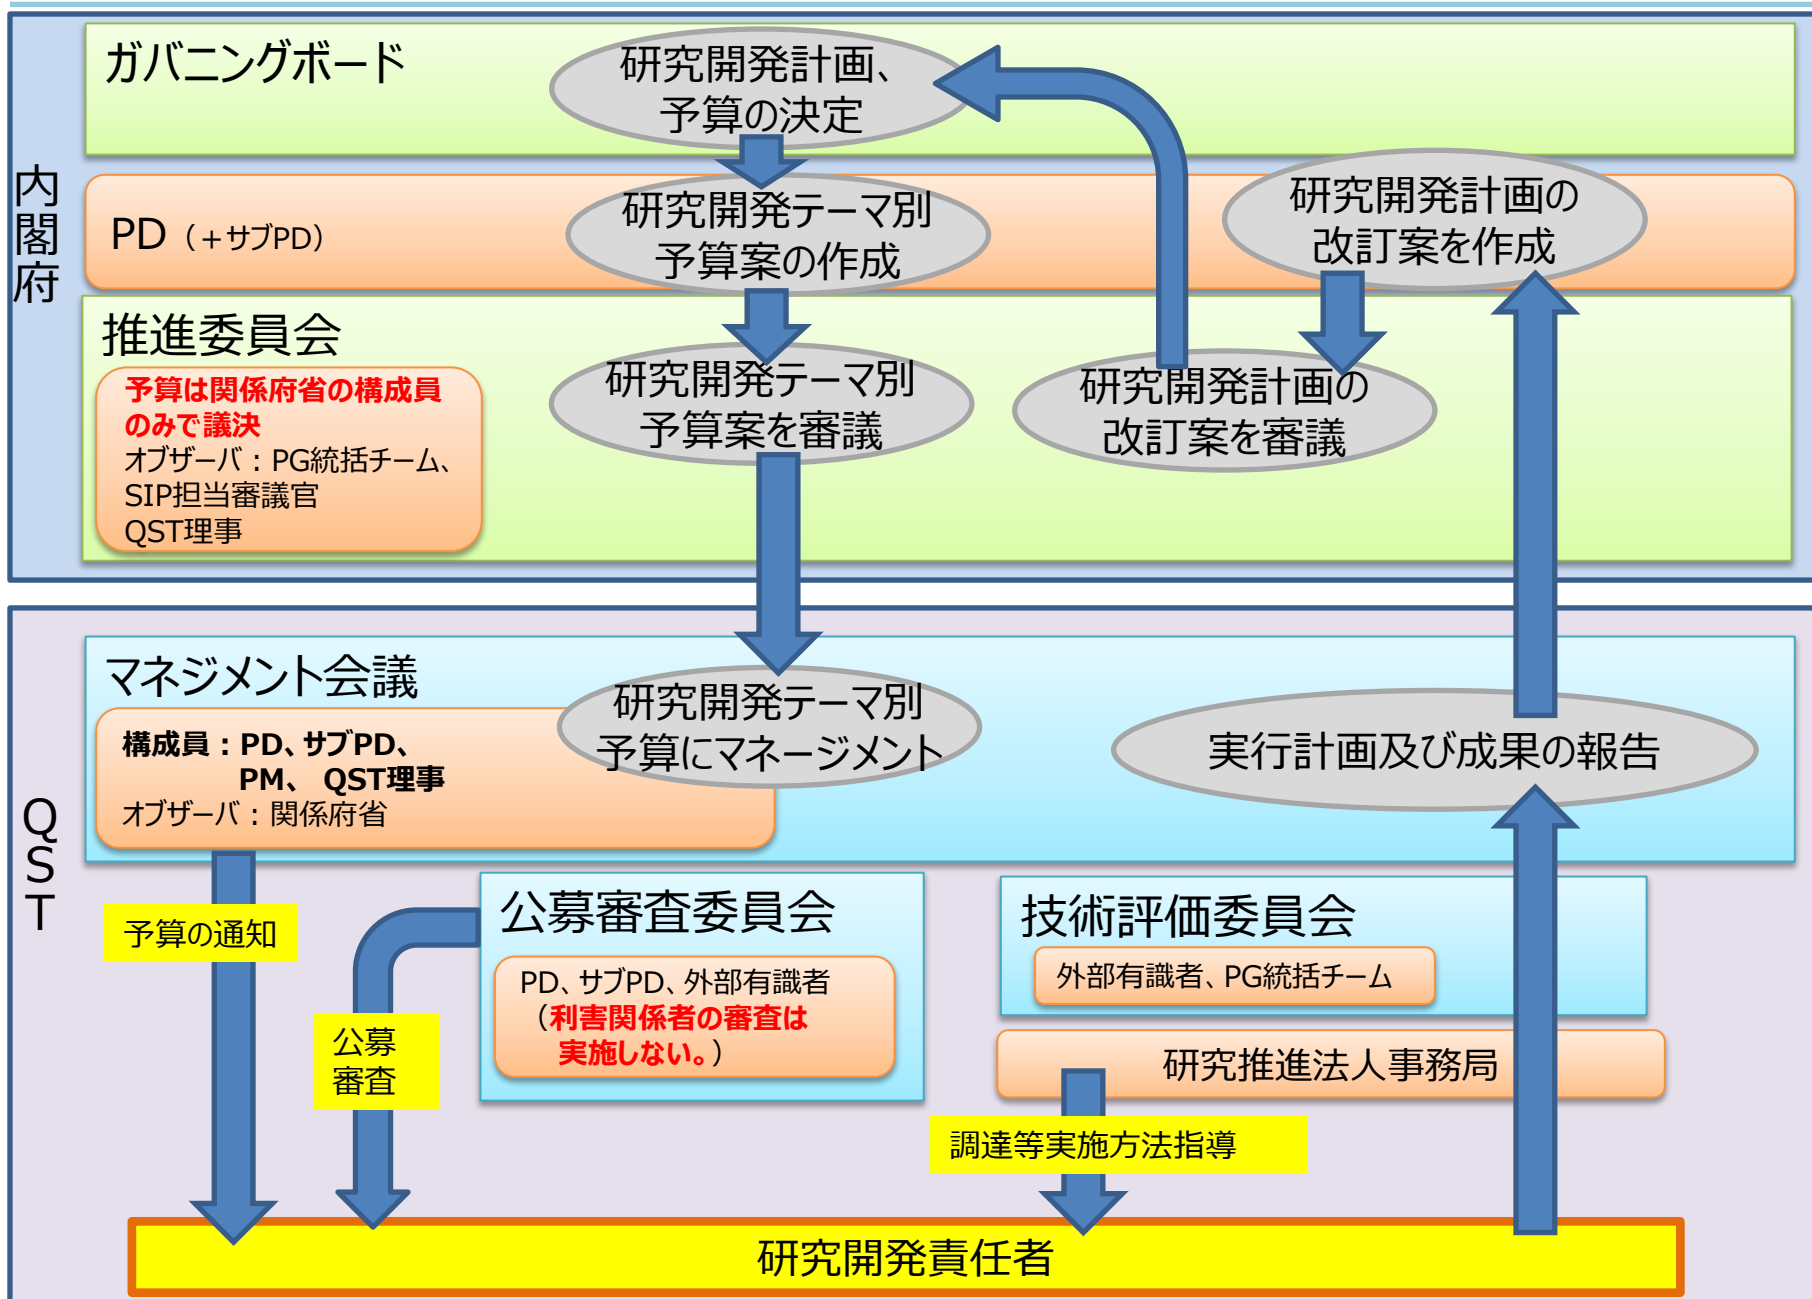 内閣府
ガバニングボード
研究開発計画、
予算の決定
PD（＋サブPD）
研究開発テーマ別
予算案の作成
研究開発計画の
改訂案を作成
推進委員会
予算は関係府省の構成員
のみで議決
オブザーバ：PG統括チーム、
SIP担当審議官
QST理事
研究開発テーマ別
予算案を審議
研究開発計画の
改訂案を審議
QST
マネジメント会議
構成員：PD、サブPD、
PM、 QST理事
オブザーバ：関係府省
研究開発テーマ別
予算にマネージメント
実行計画及び成果の報告
予算の通知
公募
審査
公募審査委員会
PD、サブPD、外部有識者
（利害関係者の審査は
実施しない。）
技術評価委員会
外部有識者、PG統括チーム
研究推進法人事務局
調達等実施方法指導
研究開発責任者